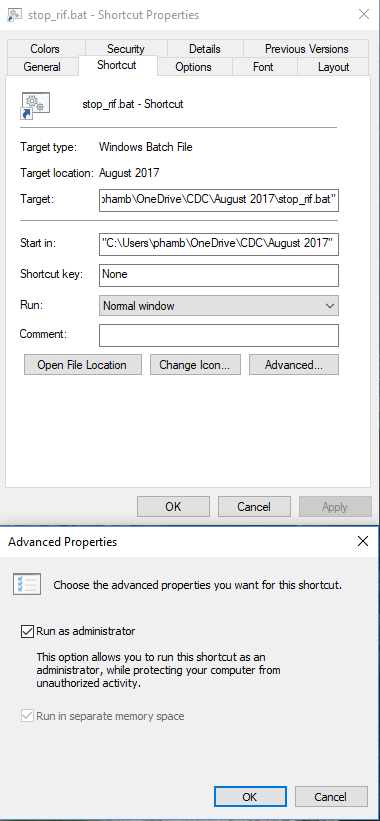 stop_rif.bat - Shortcut Properties
Colors Security Details Previous Versions
General Shortcut Options Font Layout
stop_rif.bat - Shortcut
Target type: Windows Batch File
Target location: August 2017
Target: phamb\OneDrive\CDC\August 2017\stop_rif.bat"
Start in: "C:\Users\phamb\OneDrive\CDC\August 2017"
Shortcut key: None
Run: Normal window
Comment:
Open File Location Change Icon... Advanced...
OK Cancel Apply
Advanced Properties
Choose the advanced properties you want for this shortcut.
Run as administrator
This option allows you to run this shortcut as an
administrator, while protecting your computer from
unauthorized activity.
Run in separate memory space
OK Cancel